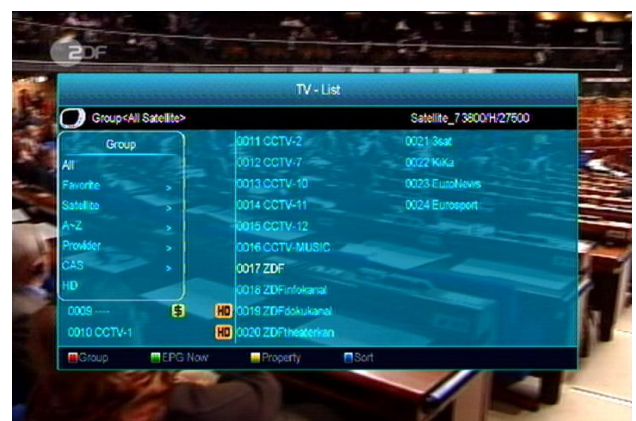 ZDF
TV - List
Group<All Satellite>
Satellite_7 3800/H/27500
Group
All
Favorite >
Satellite >
A~Z >
Provider >
CAS >
HD
0009 ---- $
0010 CCTV-1 HD
0011 CCTV-2
0012 CCTV-7
0013 CCTV-10
0014 CCTV-11
0015 CCTV-12
0016 CCTV-MUSIC
0017 ZDF
0018 ZDFinfokanal
HD 0019 ZDFdokukanal
0020 ZDFtheaterkan
0021 3sat
0022 KiKa
0023 EuroNews
0024 Eurosport
Group
EPG Now
Property
Sort